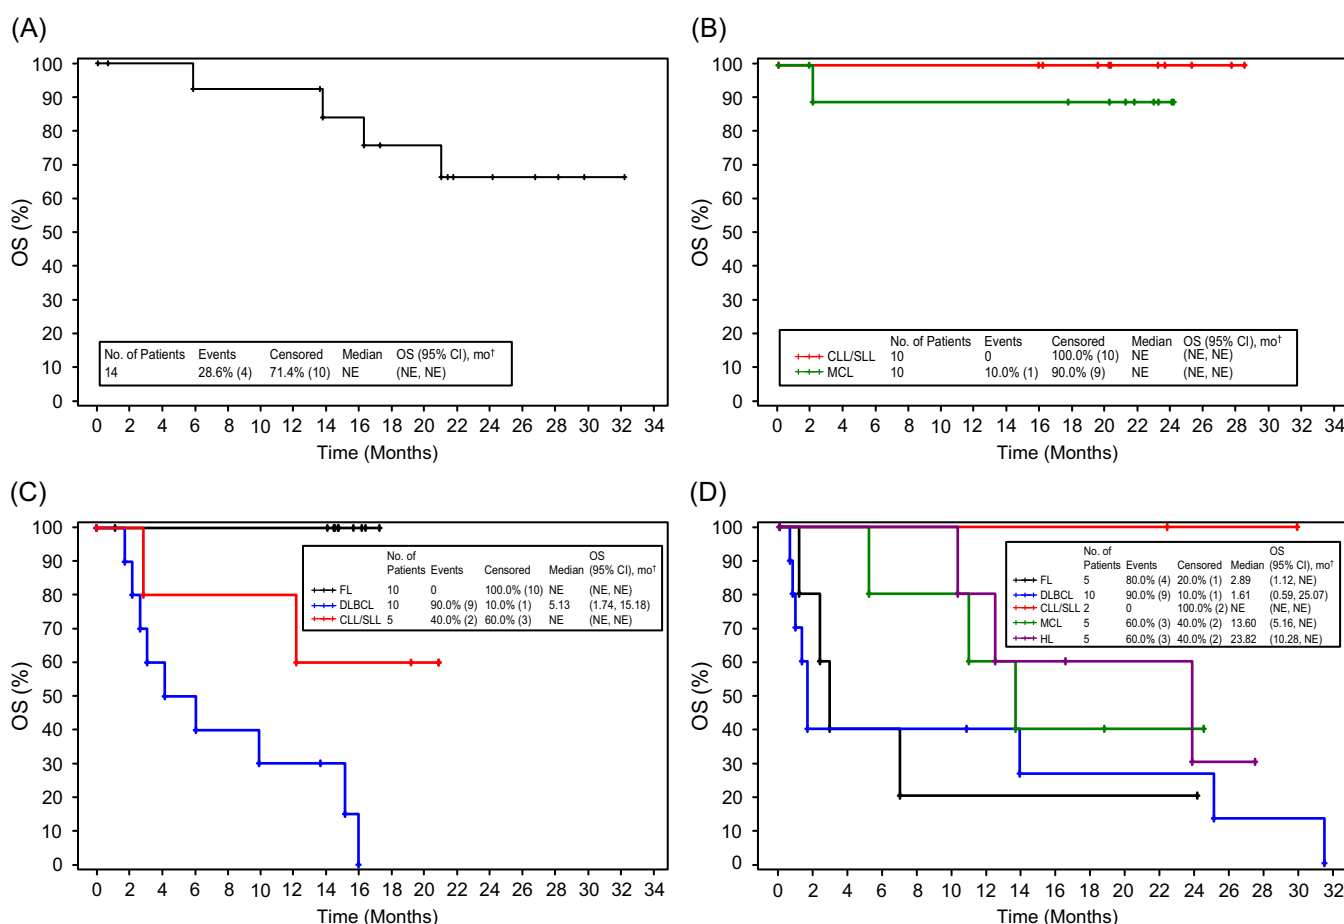 (A)
100
90
80
70
60
50
40
30
20
10
0
OS (%)
No. of Patients Events Censored Median OS (95% CI), mo†
14 28.6% (4) 71.4% (10) NE (NE, NE)
0 2 4 6 8 10 12 14 16 18 20 22 24 26 28 30 32 34
Time (Months)
(B)
100
90
80
70
60
50
40
30
20
10
0
OS (%)
No. of Patients Events Censored Median OS (95% CI), mo†
CLL/SLL 10 0 100.0% (10) NE (NE, NE)
MCL 10 10.0% (1) 90.0% (9) NE (NE, NE)
0 2 4 6 8 10 12 14 16 18 20 22 24 26 28 30 32 34
Time (Months)
(C)
100
90
80
70
60
50
40
30
20
10
0
OS (%)
No. of OS
Patients Events Censored Median (95% CI), mo†
FL 10 0 100.0% (10) NE (NE, NE)
DLBCL 10 90.0% (9) 10.0% (1) 5.13 (1.74, 15.18)
CLL/SLL 5 40.0% (2) 60.0% (3) NE (NE, NE)
0 2 4 6 8 10 12 14 16 18 20 22 24 26 28 30 32 34
Time (Months)
(D)
100
90
80
70
60
50
40
30
20
10
0
OS (%)
No. of OS
Patients Events Censored Median (95% CI), mo†
FL 5 80.0% (4) 20.0% (1) 2.89 (1.12, NE)
DLBCL 10 90.0% (9) 10.0% (1) 1.61 (0.59, 25.07)
CLL/SLL 2 0 100.0% (2) NE (NE, NE)
MCL 5 60.0% (3) 40.0% (2) 13.60 (5.16, NE)
HL 5 60.0% (3) 40.0% (2) 23.82 (10.28, NE)
0 2 4 6 8 10 12 14 16 18 20 22 24 26 28 30 32
Time (Months)